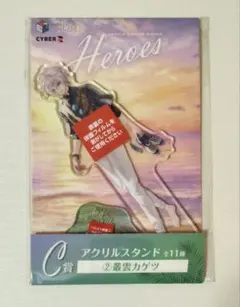 CYBER Z
Heroes
表面の
保護フィルムを
剥がしてから
ご使用ください
C賞
アクリルスタンド 全11種
②叢雲カゲツ